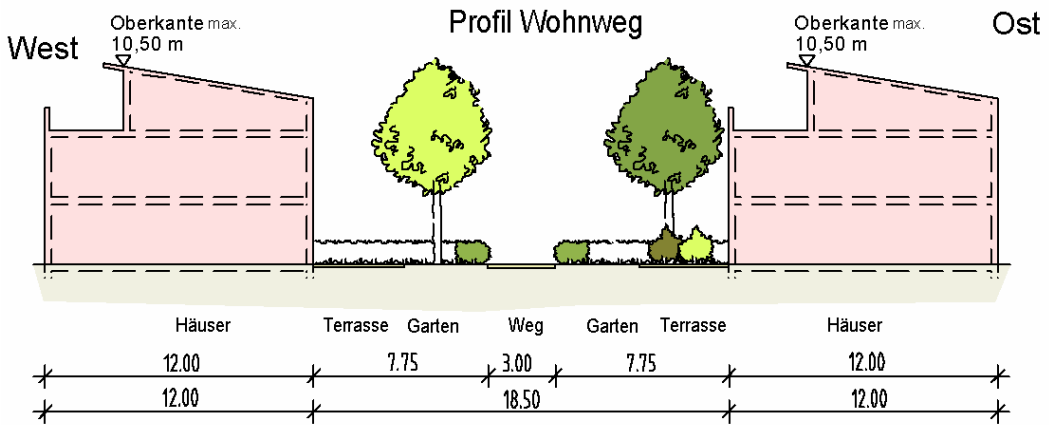 Profil Wohnweg
West
Oberkante max.
10,50 m
Oberkante max.
10,50 m
Ost
Häuser Terrasse Garten Weg Garten Terrasse Häuser
12.00 7.75 3.00 7.75 12.00
12.00 18.50 12.00